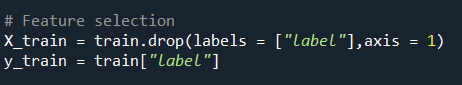 # Feature selection
X_train = train.drop(labels = ["label"],axis = 1)
y_train = train["label"]